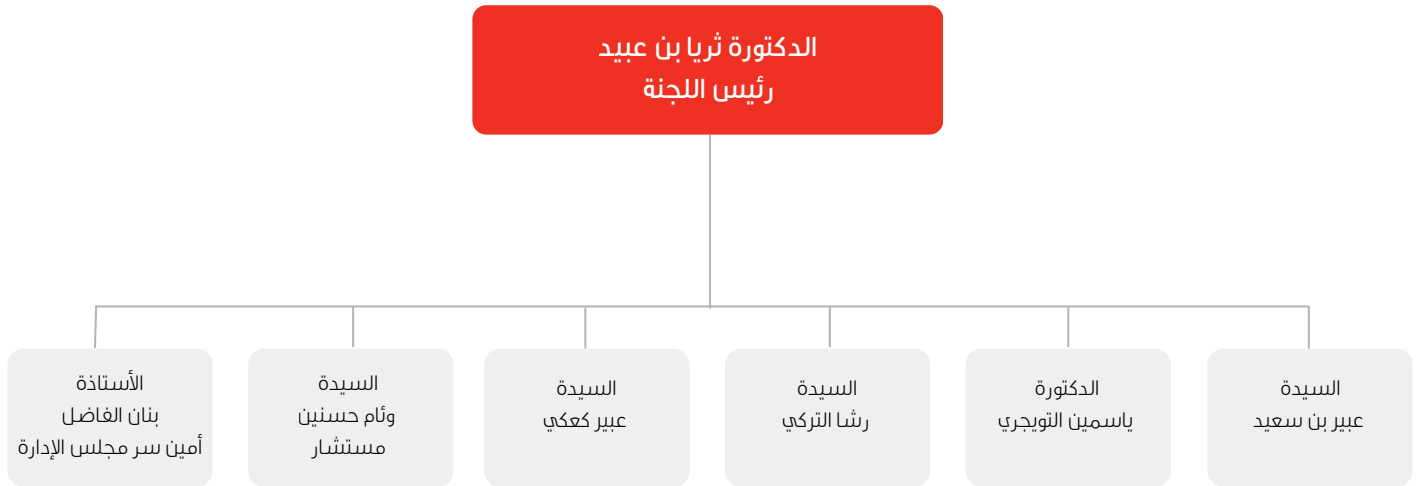 الدكتورة ثريا بن عبيد
رئيس اللجنة
السيدة
عبير بن سعيد
الدكتورة
ياسمين التويجري
السيدة
رشا التركي
السيدة
عبير كعكي
السيدة
وئام حسنين
مستشار
الأستاذة
بنان الفاضل
أمين سر مجلس الإدارة